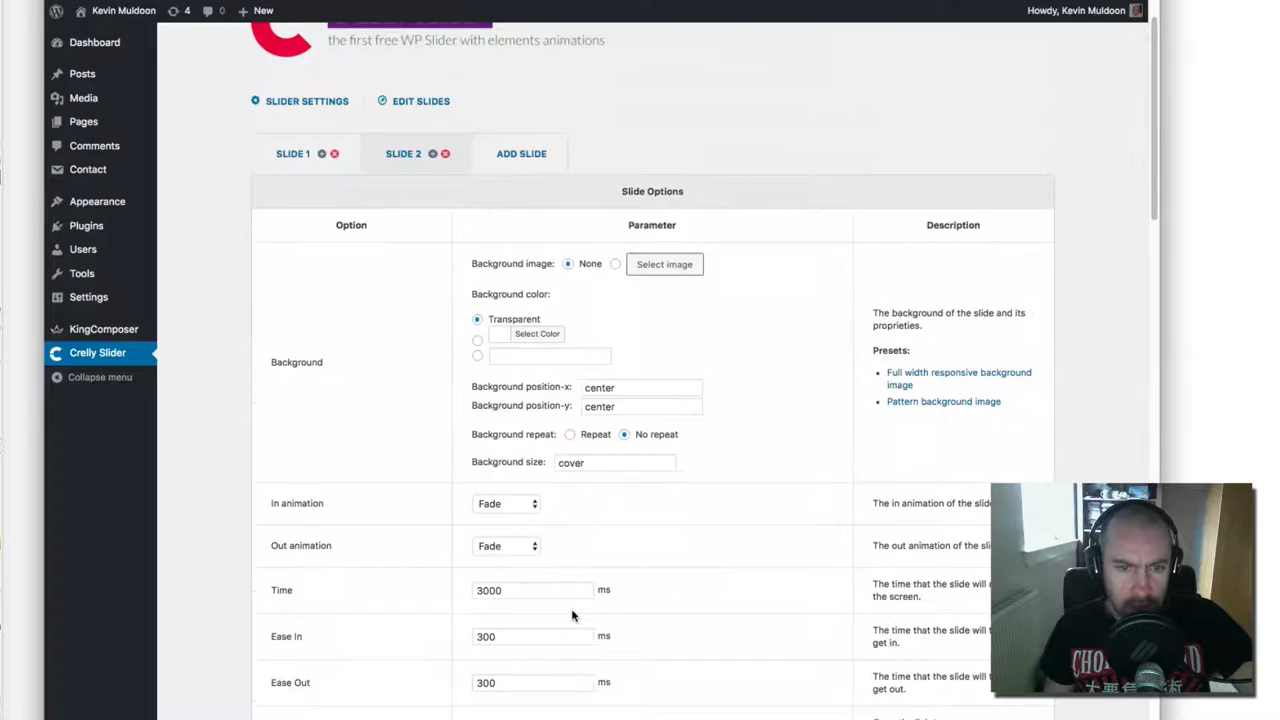 Kevin Muldoon 4 0 New Howdy, Kevin Muldoon
the first free WP Slider with elements animations
Dashboard
Posts
Media
Pages
Comments
Contact
Appearance
Plugins
Users
Tools
Settings
KingComposer
Crelly Slider
Collapse menu
SLIDER SETTINGS EDIT SLIDES
SLIDE 1 SLIDE 2 ADD SLIDE
Slide Options
Option Parameter Description
Background
Background image: None Select image
Background color:
Transparent
Select Color
Background position-x: center
Background position-y: center
Background repeat: Repeat No repeat
Background size: cover
The background of the slide and its
proprieties.
Presets:
Full width responsive background
image
Pattern background image
In animation Fade The in animation of the slide
Out animation Fade The out animation of the
Time 3000 ms
The time that the slide will
the screen.
Ease In 300 ms
The time that the slide will
get in.
Ease Out 300 ms
The time that the slide will
get out.